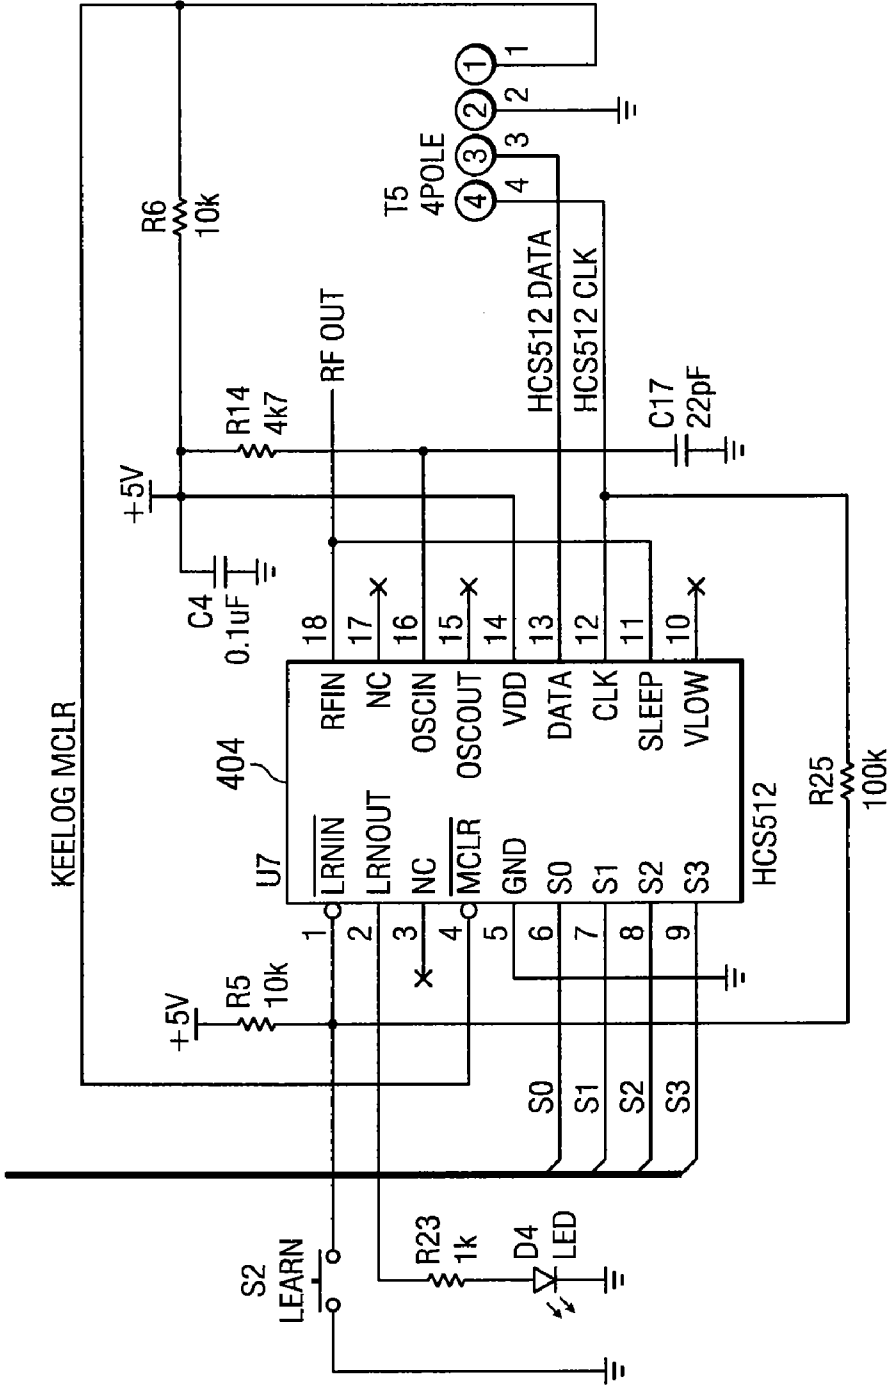 KEELOG MCLR
+5V
R5
10k
U7
404
C4
0.1uF
+5V
R6
10k
R14
4k7
RF OUT
S2
LEARN
1
LRNIN
RFIN
18
2
LRNOUT
NC
17
3
NC
OSCIN
16
4
MCLR
OSCOUT
15
5
GND
VDD
14
S0
6
S0
DATA
13
S1
7
S1
CLK
12
S2
8
S2
SLEEP
11
S3
9
S3
VLOW
10
HCS512
R23
1k
D4
LED
T5
4POLE
4
3
2
1
4
3
2
1
HCS512 DATA
HCS512 CLK
C17
22pF
R25
100k